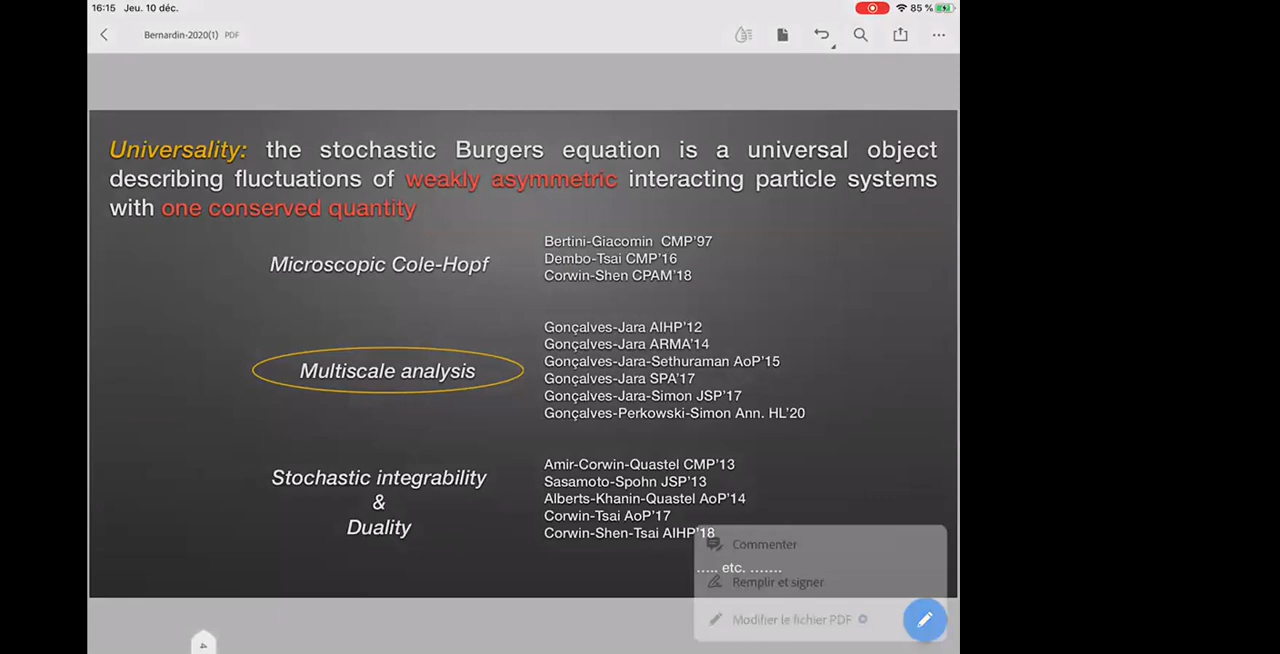 16:15 Jeu. 10 déc.
85 %
Bernardin-2020(1) PDF
Universality: the stochastic Burgers equation is a universal object
describing fluctuations of weakly asymmetric interacting particle systems
with one conserved quantity
Microscopic Cole-Hopf
Bertini-Giacomin CMP'97
Dembo-Tsai CMP'16
Corwin-Shen CPAM'18
Multiscale analysis
Gonçalves-Jara AIHP'12
Gonçalves-Jara ARMA'14
Gonçalves-Jara-Sethuraman AoP'15
Gonçalves-Jara SPA'17
Gonçalves-Jara-Simon JSP'17
Gonçalves-Perkowski-Simon Ann. HL'20
Stochastic integrability
&
Duality
Amir-Corwin-Quastel CMP'13
Sasamoto-Spohn JSP'13
Alberts-Khanin-Quastel AoP'14
Corwin-Tsai AoP'17
Corwin-Shen-Tsai AIHP'18
..... etc. .......
Commenter
Remplir et signer
Modifier le fichier PDF
4